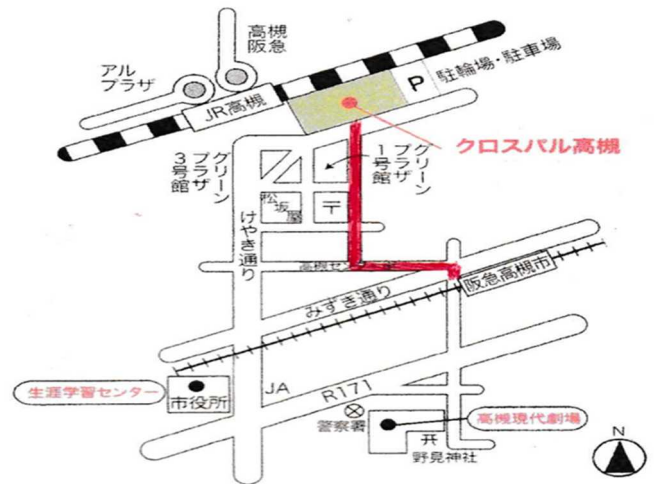 高槻
阪急
アル
プラザ
JR高槻
P
駐輪場・駐車場
クロスパル高槻
グリーン
プラザ
3号館
グリーン
プラザ
1号館
松坂屋
〒
けやき通り
高槻セン
阪急高槻市
みずき通り
生涯学習センター
市役所
JA
R171
警察署
高槻現代劇場
野見神社
N